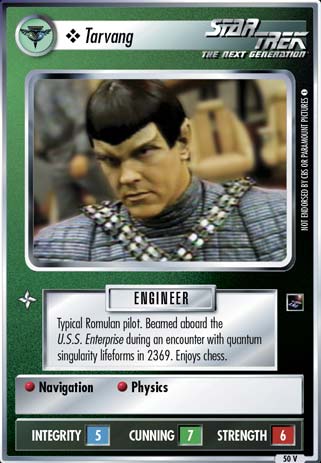 ❖ Tarvang
STAR TREK
THE NEXT GENERATION
NOT ENDORSED BY CBS OR PARAMOUNT PICTURES
ENGINEER
Typical Romulan pilot. Beamed aboard the
U.S.S. Enterprise during an encounter with quantum
singularity lifeforms in 2369. Enjoys chess.
Navigation Physics
INTEGRITY 5 CUNNING 7 STRENGTH 6
50 V